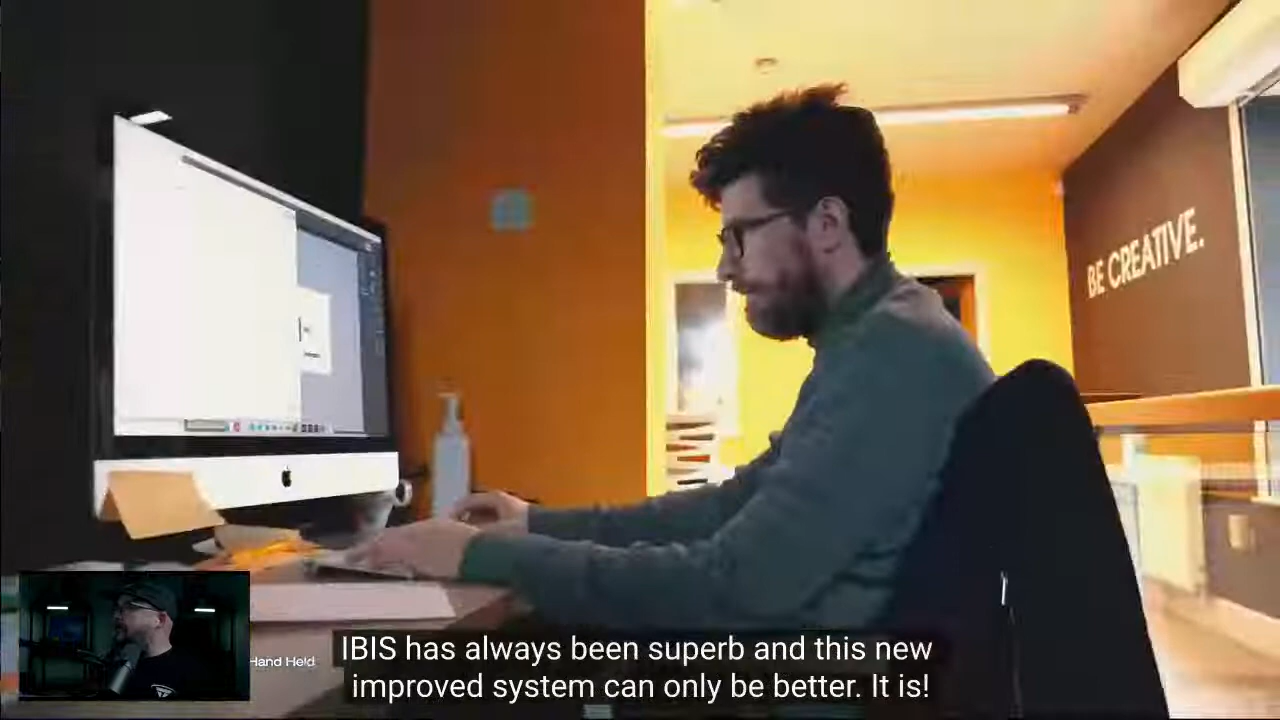 BE CREATIVE.
Hand Held
IBIS has always been superb and this new
improved system can only be better. It is!